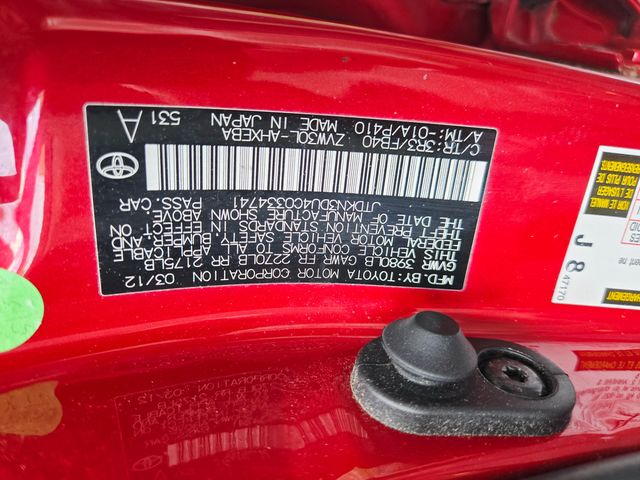 MFD. BY: TOYOTA MOTOR CORPORATION 03/12
GVWR 3980LB GAWR FR 2270LB RR 2175LB
THIS VEHICLE CONFORMS TO ALL APPLICABLE
FEDERAL MOTOR VEHICLE SAFETY, BUMPER, AND
THEFT PREVENTION STANDARDS IN EFFECT ON
THE DATE OF MANUFACTURE SHOWN ABOVE.
JTDKN3DU4C0334741 PASS. CAR
C/TR: 3R3/FB40 ZVW30L-AHXEBA A 531
A/TM: -01A/P410 MADE IN JAPAN
J 8
47170